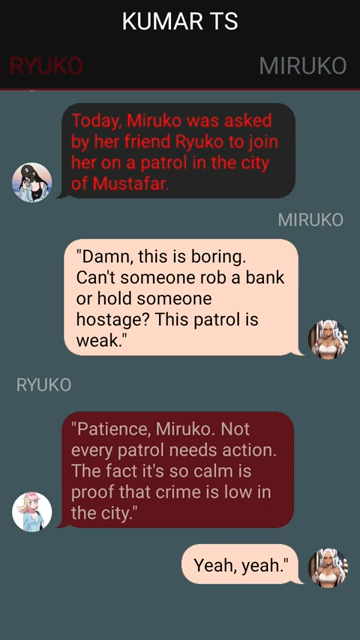 KUMAR TS
RYUKO
MIRUKO
Today, Miruko was asked
by her friend Ryuko to join
her on a patrol in the city
of Mustafar.
MIRUKO
"Damn, this is boring.
Can't someone rob a bank
or hold someone
hostage? This patrol is
weak."
RYUKO
"Patience, Miruko. Not
every patrol needs action.
The fact it's so calm is
proof that crime is low in
the city."
Yeah, yeah."